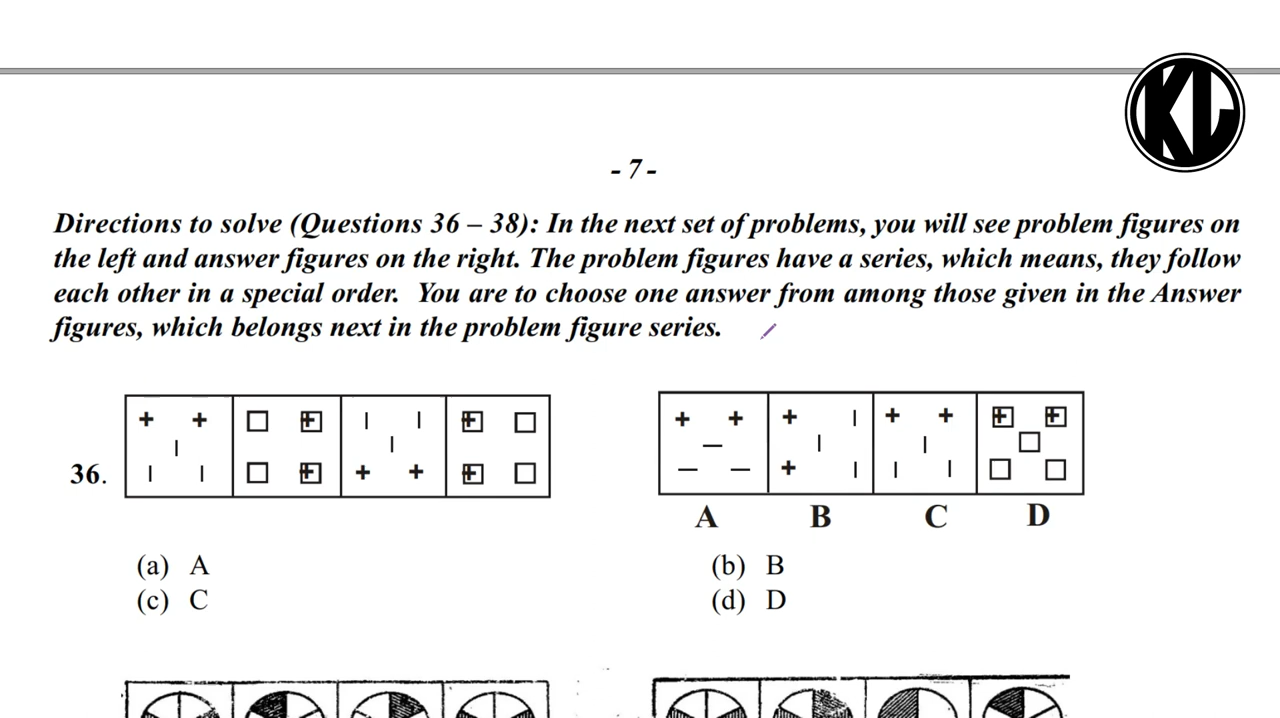 KL
- 7 -
Directions to solve (Questions 36 – 38): In the next set of problems, you will see problem figures on
the left and answer figures on the right. The problem figures have a series, which means, they follow
each other in a special order. You are to choose one answer from among those given in the Answer
figures, which belongs next in the problem figure series.
36.
A B C D
(a) A (b) B
(c) C (d) D